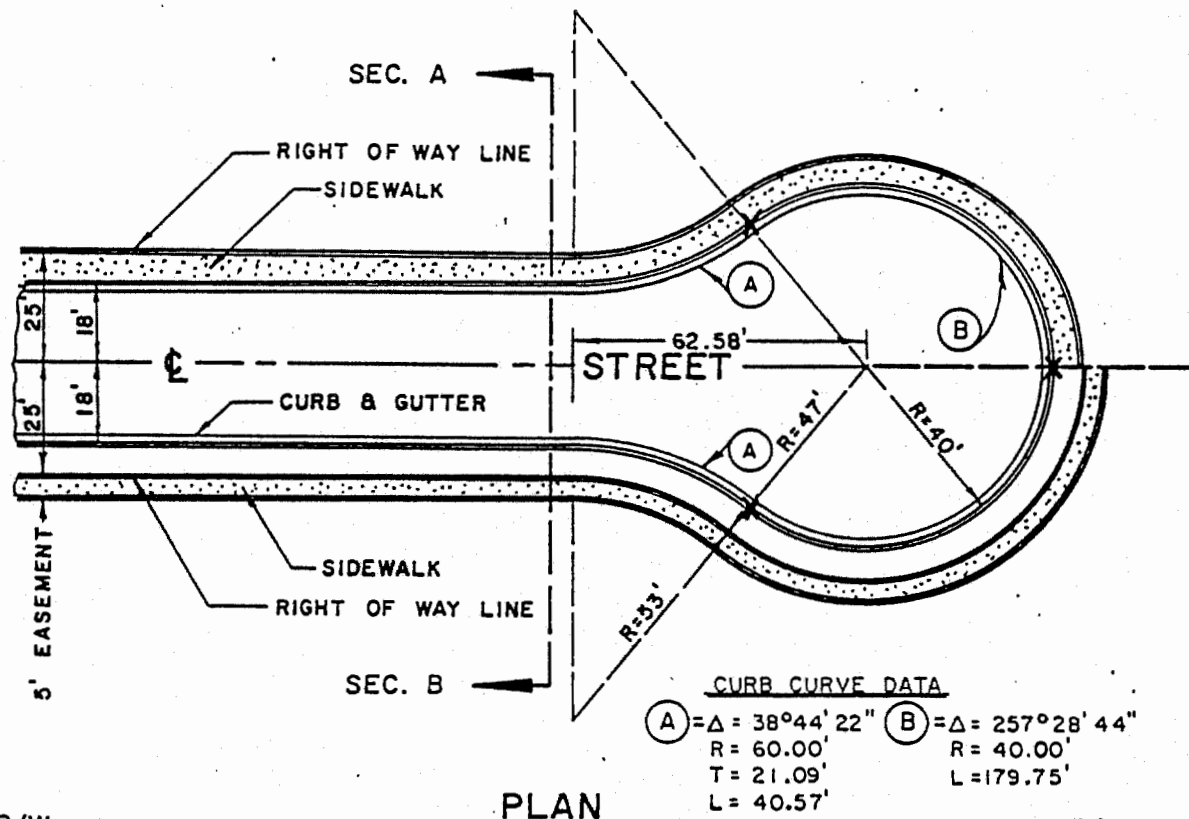 SEC. A
RIGHT OF WAY LINE
SIDEWALK
A
B
25'
18'
62.58'
℄
STREET
25'
18'
CURB & GUTTER
R=47'
R=40'
A
5' EASEMENT
SIDEWALK
RIGHT OF WAY LINE
R=53'
SEC. B
CURB CURVE DATA
A = Δ = 38°44'22" B = Δ = 257°28'44"
R = 60.00' R = 40.00'
T = 21.09' L = 179.75'
L = 40.57'
PLAN